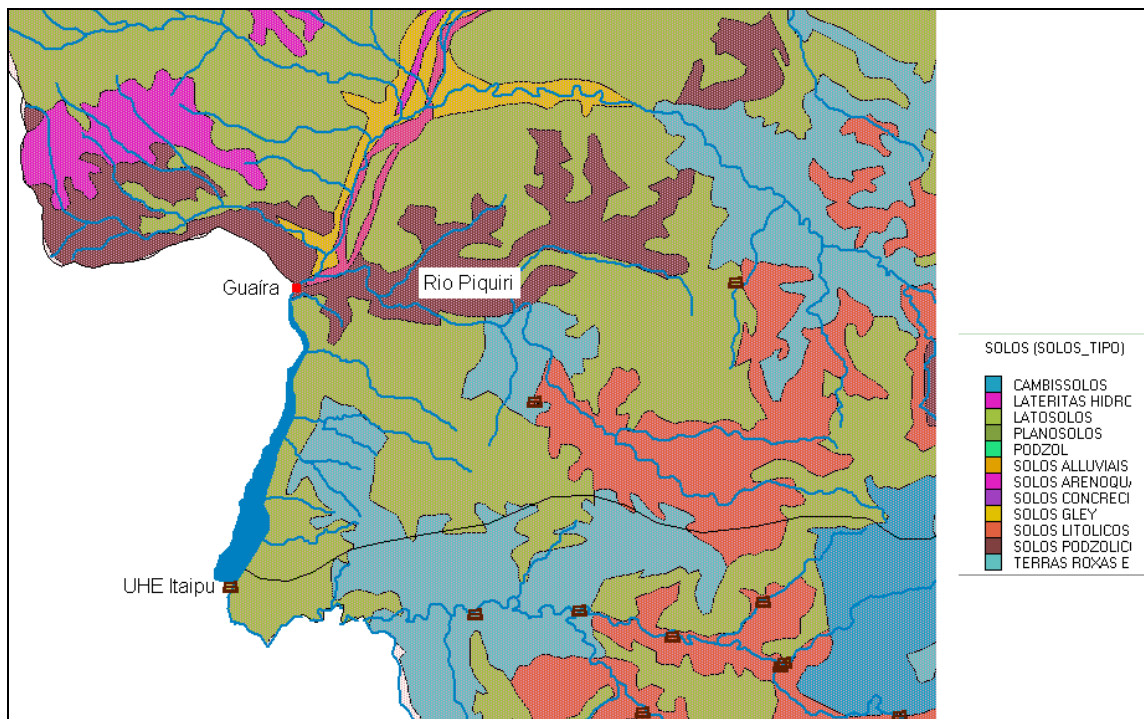 Rio Piquiri
Guaíra
UHE Itaipu
SOLOS (SOLOS_TIPO)
CAMBISSOLOS
LATERITAS HIDRC
LATOSOLOS
PLANOSOLOS
PODZOL
SOLOS ALLUVIAIS
SOLOS ARENOQU
SOLOS CONCRECI
SOLOS GLEY
SOLOS LITOLICOS
SOLOS PODZOLIC
TERRAS ROXAS E